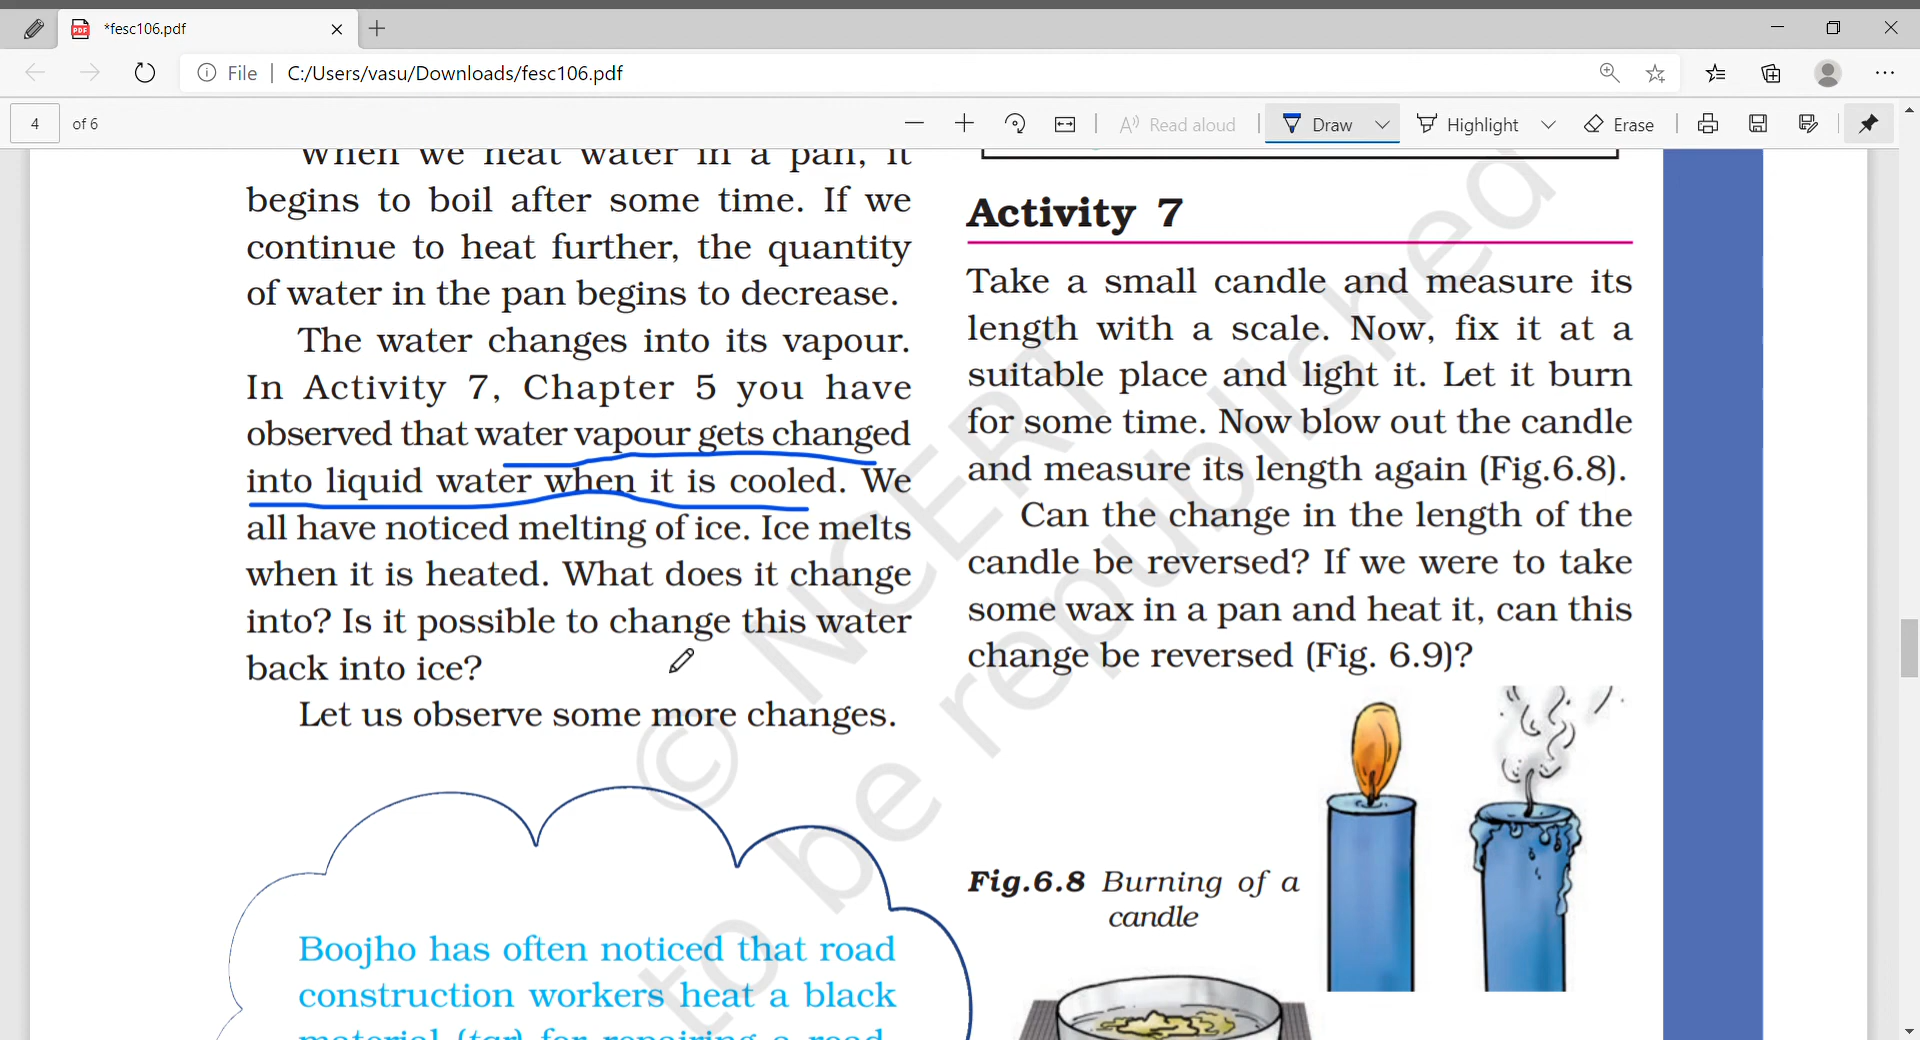 *fesc106.pdf
File | C:/Users/vasu/Downloads/fesc106.pdf
4 of 6
Read aloud
Draw
Highlight
Erase
When we heat water in a pan, it
begins to boil after some time. If we
continue to heat further, the quantity
of water in the pan begins to decrease.
The water changes into its vapour.
In Activity 7, Chapter 5 you have
observed that water vapour gets changed
into liquid water when it is cooled. We
all have noticed melting of ice. Ice melts
when it is heated. What does it change
into? Is it possible to change this water
back into ice?
Let us observe some more changes.
Boojho has often noticed that road
construction workers heat a black
material (tar) for repairing a road.
Activity 7
Take a small candle and measure its
length with a scale. Now, fix it at a
suitable place and light it. Let it burn
for some time. Now blow out the candle
and measure its length again (Fig.6.8).
Can the change in the length of the
candle be reversed? If we were to take
some wax in a pan and heat it, can this
change be reversed (Fig. 6.9)?
Fig.6.8 Burning of a
candle
© NCERT
to be republished